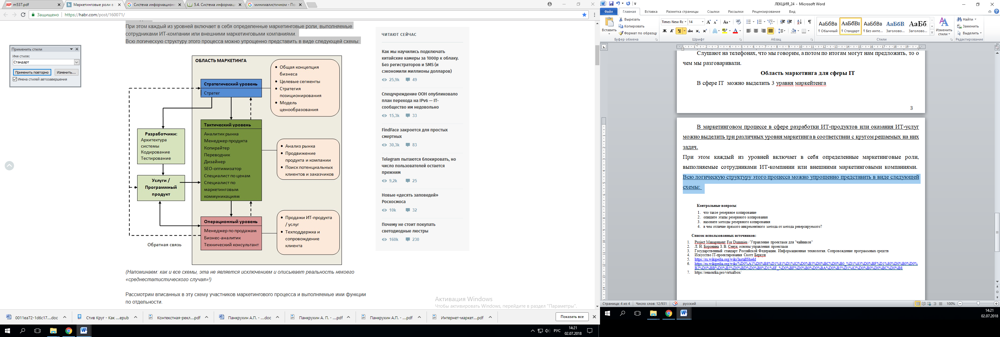 m537.pdf
Маркетинговые роли в
Система информацион
5.4. Система информац
минималистичном - По
Защищено
https://habr.com/post/160071/
При этом каждый из уровней включает в себя определенные маркетинговые роли, выполняемые
сотрудниками ИТ-компании или внешними маркетинговыми компаниями.
Всю логическую структуру этого процесса можно упрощенно представить в виде следующей схемы:
Применить стили
Имя стиля:
Стандарт
Применить повторно
Изменить...
Имена стилей автозавершения
ОБЛАСТЬ МАРКЕТИНГА
Стратегический уровень
Стратег
• Общая концепция
бизнеса
• Целевые сегменты
• Стратегия
позиционирования
• Модель
ценообразования
Разработчики:
Архитектура
системы
Кодирование
Тестирование
Услуги /
Программный
продукт
Тактический уровень
Аналитик рынка
Менеджер продукта
Копирайтер
Переводчик
Дизайнер
SEO-оптимизатор
Специалист по ценам
Специалист по
маркетинговым
коммуникациям
• Анализ рынка
• Продвижение
продукта и компании
• Поиск потенциальных
клиентов и заказчиков
Операционный уровень
Менеджер по продажам
Бизнес-аналитик
Технический консультант
• Продажи ИТ-продукта
/ услуг
• Техподдержка и
сопровождение
клиента
Обратная связь
(Напоминаем: как и все схемы, эта не является исключением и описывает реальность некоего
«среднестатистического случая»!)
Рассмотрим вписанных в эту схему участников маркетингового процесса и выполняемые ими функции
по отдельности.
ЧИТАЮТ СЕЙЧАС
Как мы научились подключать
китайские камеры за 1000р к облаку.
Без регистраторов и SMS (и
сэкономили миллионы долларов)
25,9k 49
Спецучреждение ООН опубликовало
план перехода на IPv6 — IT-
сообщество им недовольно
15,3k 33
FindFace закроется для простых
смертных
30,3k 83
Telegram пытаются блокировать, но
число пользователей остается
прежним
9,2k 25
Новые «десять заповедей»
Роскосмоса
10k 32
Почему не стоит покупать
светодиодные люстры
160k 230
Активация Windows
Чтобы активировать Windows, перейдите в раздел "Параметры".
0011ea72-1d6c17....doc
Стив Круг - Как ....epub
Контекстная-рекл....pdf
Панкрухин А.П. - ....doc
Панкрухин А. П. - ....pdf
Панкрухин А.П. - ....pdf
Интернет-маркет....pdf
Показать все
РУС
14:21
02.07.2018
ЛЕКЦИЯ_24 - Microsoft Word
Файл Главная Вставка Разметка страницы Ссылки Рассылки Рецензирование Вид
Вставить
Вырезать
Копировать
Формат по образцу
Буфер обмена
Times New Rc 14
Ж К Ч abc x₂ x²
Шрифт
Абзац
АаБбВв АаБбВı АаБбВв АаБбВ АаБб
¶ Обычный ¶ Стандарт ¶ Без инте... Заголово... Заголово...
Изменить
стили
Стили
Найти
Заменить
Выделить
Редактирование
Слушают на телефонах, что мы говорим, а потом по итогам могут нам предложить, то о
чем мы разговаривали.
Область маркетинга для сферы IT
В сфере IT можно выделить 3 уравня маркейтенга
3
В маркетинговом процессе в сфере разработки ИТ-продуктов или оказания ИТ-услуг
можно выделить три различных уровня маркетинга в соответствии с кругом решаемых на них
задач.
При этом каждый из уровней включает в себя определенные маркетинговые роли,
выполняемые сотрудниками ИТ-компании или внешними маркетинговыми компаниями.
Всю логическую структуру этого процесса можно упрощенно представить в виде следующей
схемы:
Контрольные вопросы:
1. что такое резервное копирование
2. опишите этапы резервного копирования
3. назовите методы резервного копирования
4. в чем отличие прямого инкрементного метода от метода реверсируемого?
Список использованных источников:
1. Project Management For Dummies / Управление проектами для "чайников"
2. Л. Н. Боронина З. В. Сенук основы управления проектами
3. Государственный стандарт Российской Федерации. Информационная технология. Сопровождение программных средств
4. Искусство IT-проектирования Скотт Беркун
5. https://ru.wikipedia.org/wiki/InstallShield
6. https://ru.wikipedia.org/wiki/%D0%A1%D0%B8%D1%81%D1%82%D0%B5%D0%BC%D0%B0_%D1%83%D0%BF%D1%80%D0%B0%D0%
B2%D0%BB%D0%B5%D0%BD%D0%B8%D1%8F_%D0%BF%D0%B0%D0%BA%D0%B5%D1%82%D0%B0%D0%BC%D0%B8
7. https://remontka.pro/virtualbox/
Страница: 4 из 4 Число слов: 12/931 русский 100%
14:21
02.07.2018